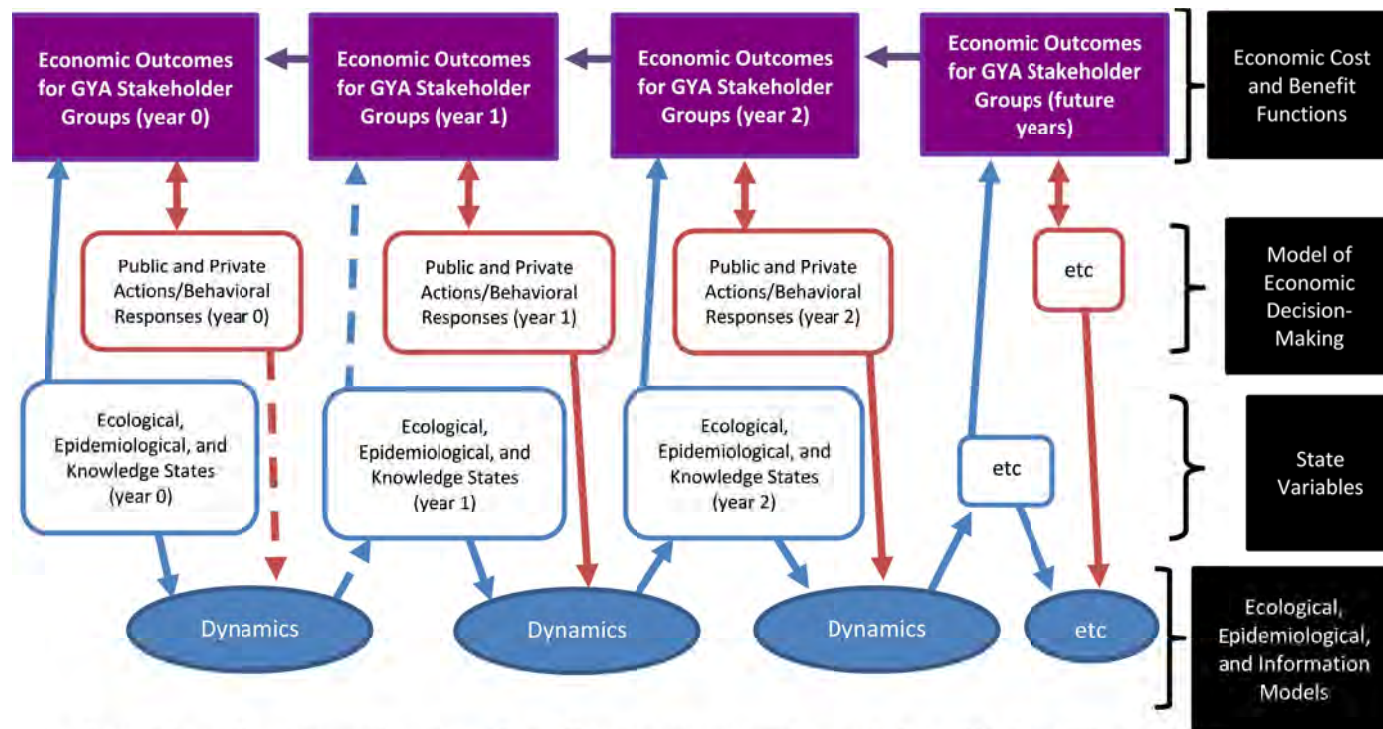 Economic Outcomes
for GYA Stakeholder
Groups (year 0)
Economic Outcomes
for GYA Stakeholder
Groups (year 1)
Economic Outcomes
for GYA Stakeholder
Groups (year 2)
Economic Outcomes
for GYA Stakeholder
Groups (future
years)
Economic Cost
and Benefit
Functions
Public and Private
Actions/Behavioral
Responses (year 0)
Public and Private
Actions/Behavioral
Responses (year 1)
Public and Private
Actions/Behavioral
Responses (year 2)
etc
Model of
Economic
Decision-
Making
Ecological,
Epidemiological, and
Knowledge States
(year 0)
Ecological,
Epidemiological, and
Knowledge States
(year 1)
Ecological,
Epidemiological, and
Knowledge States
(year 2)
etc
State
Variables
Dynamics
Dynamics
Dynamics
etc
Ecological,
Epidemiological,
and Information
Models